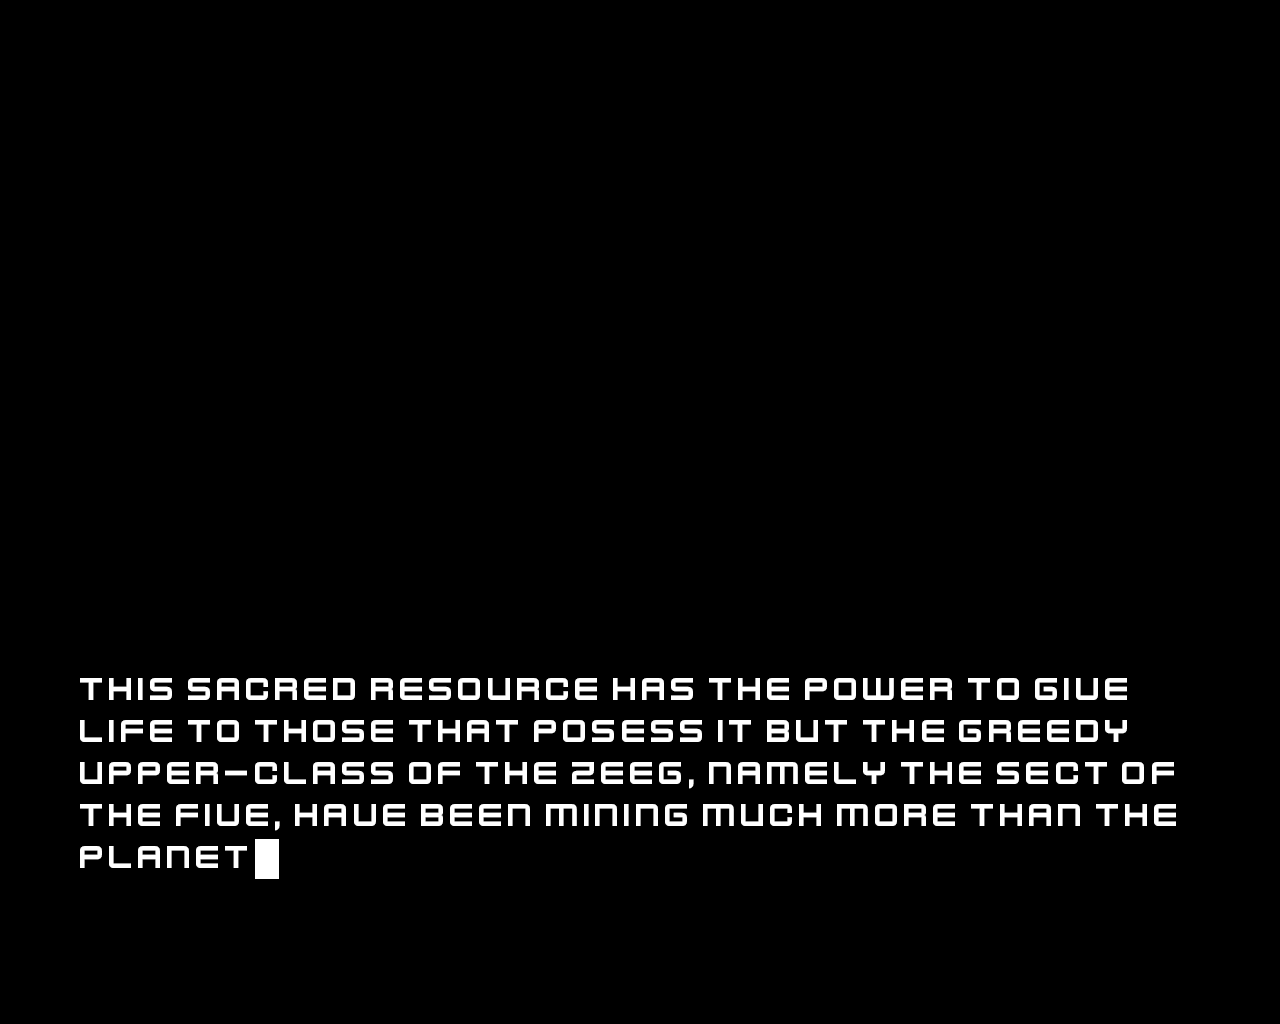 THIS SACRED RESOURCE HAS THE POWER TO GIVE
LIFE TO THOSE THAT POSESS IT BUT THE GREEDY
UPPER-CLASS OF THE ZEEG, NAMELY THE SECT OF
THE FIVE, HAVE BEEN MINING MUCH MORE THAN THE
PLANET